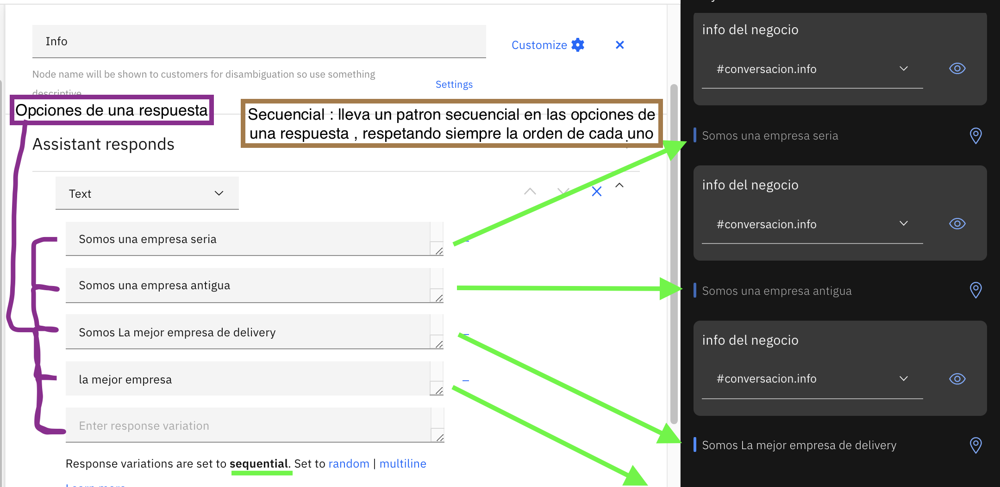 Info
Customize
Node name will be shown to customers for disambiguation so use something
descriptive
Settings
Opciones de una respuesta
Secuencial : lleva un patron secuencial en las opciones de
una respuesta , respetando siempre la orden de cada uno
Assistant responds
Text
Somos una empresa seria
Somos una empresa antigua
Somos La mejor empresa de delivery
la mejor empresa
Enter response variation
Response variations are set to sequential. Set to random | multiline
Learn more
info del negocio
#conversacion.info
Somos una empresa seria
info del negocio
#conversacion.info
Somos una empresa antigua
info del negocio
#conversacion.info
Somos La mejor empresa de delivery